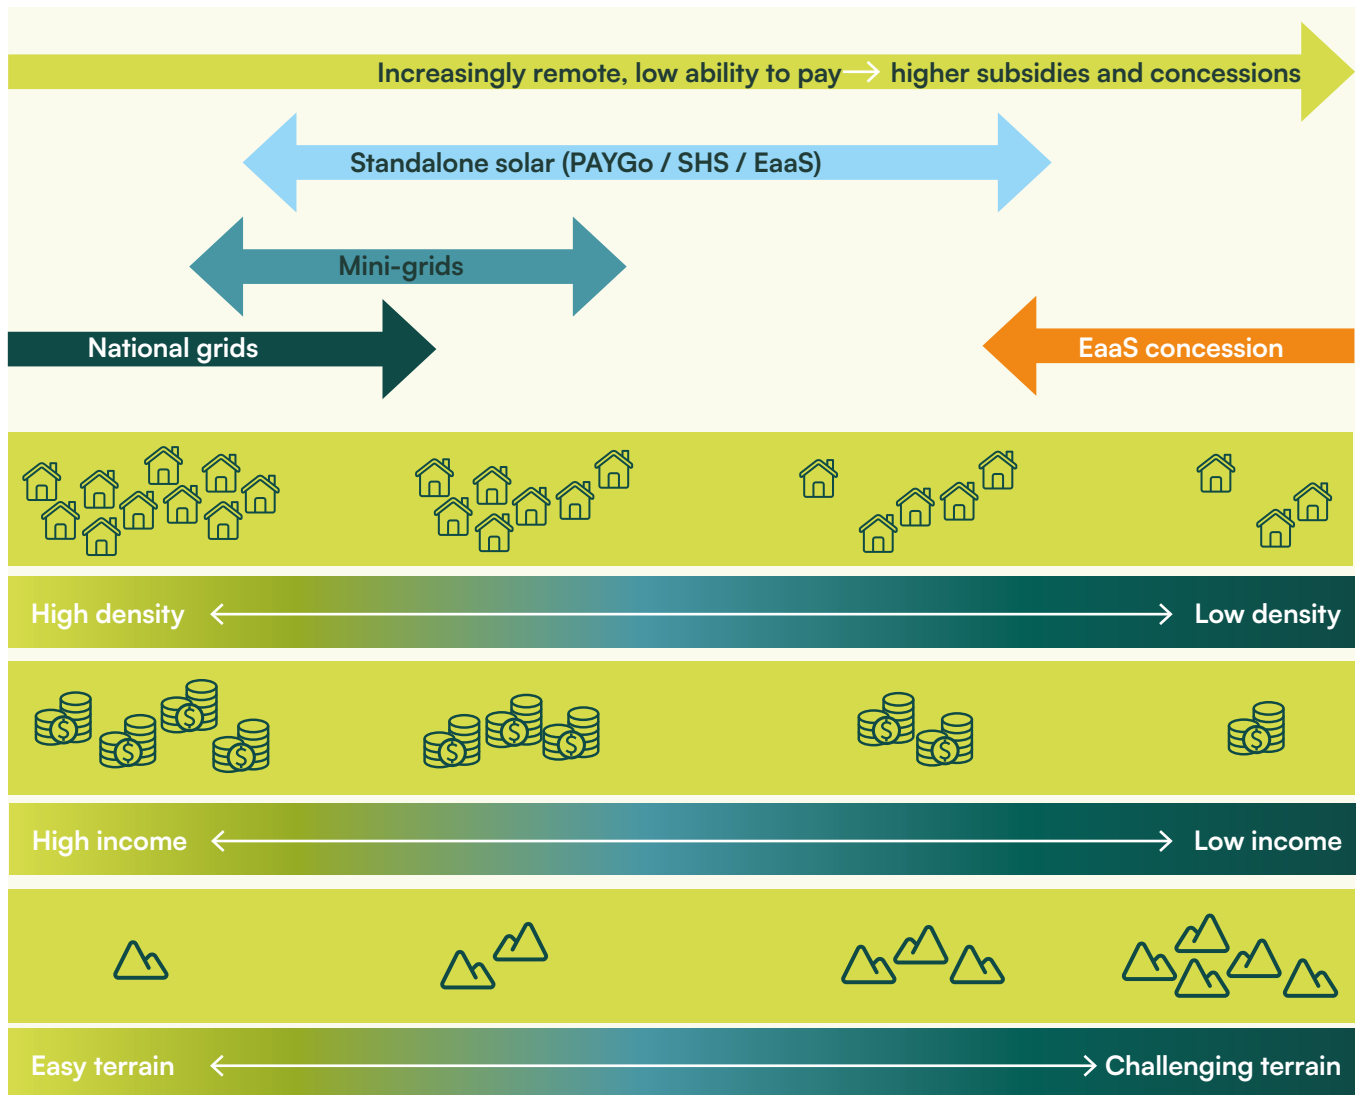 Increasingly remote, low ability to pay → higher subsidies and concessions
Standalone solar (PAYGo / SHS / EaaS)
Mini-grids
National grids
EaaS concession
High density
Low density
High income
Low income
Easy terrain
Challenging terrain